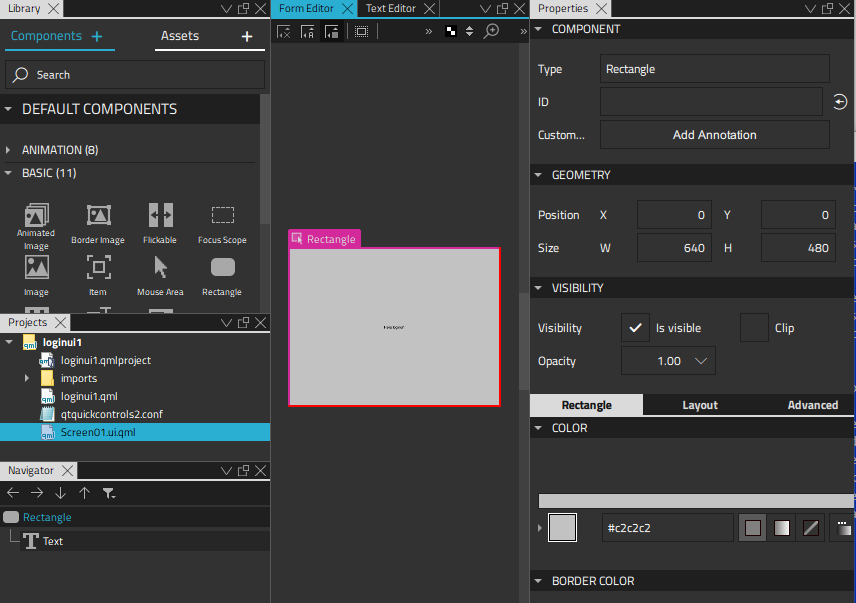 Library
Components +
Assets +
Search
DEFAULT COMPONENTS
ANIMATION (8)
BASIC (11)
Animated Image
Border Image
Flickable
Focus Scope
Image
Item
Mouse Area
Rectangle
Projects
loginui1
loginui1.qmlproject
imports
loginui1.qml
qtquickcontrols2.conf
Screen01.ui.qml
Navigator
Rectangle
Text
Form Editor
Text Editor
Rectangle
Properties
COMPONENT
Type Rectangle
ID
Custom... Add Annotation
GEOMETRY
Position X 0 Y 0
Size W 640 H 480
VISIBILITY
Visibility Is visible Clip
Opacity 1.00
Rectangle Layout Advanced
COLOR
#c2c2c2
BORDER COLOR